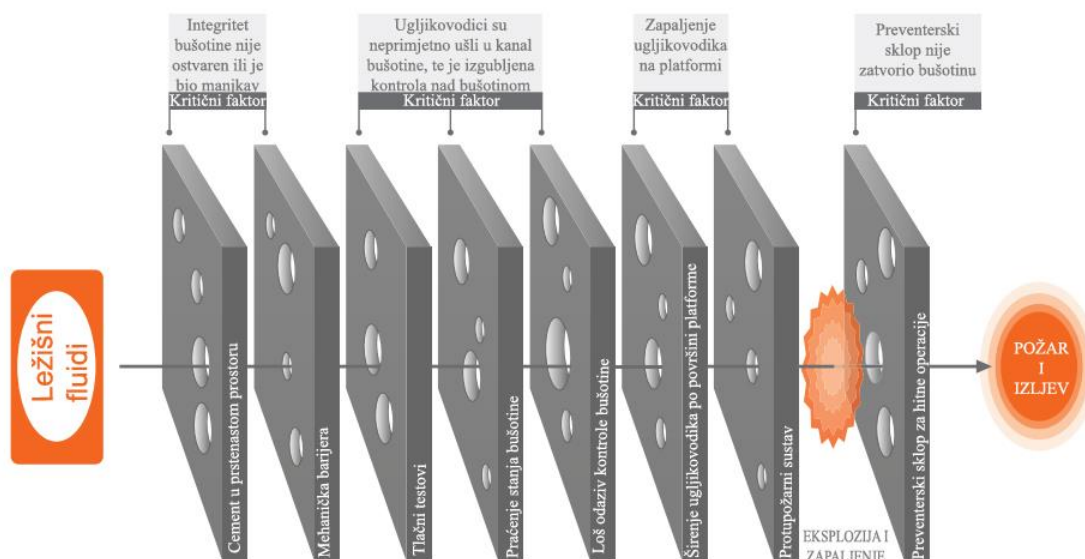 Integritet
bušotine nije
ostvaren ili je
bio manjkav
Kritični faktor
Ugljikovodici su
neprimjetno ušli u kanal
bušotine, te je izgubljena
kontrola nad bušotinom
Kritični faktor
Zapaljenje
ugljikovodika
na platformi
Kritični faktor
Preventerski
sklop nije
zatvorio bušotinu
Kritični faktor
Ležišni
fluidi
Cement u prstenastom prostoru
Mehanička barijera
Tlačni testovi
Praćenje stanja bušotine
Loš odaziv kontrole bušotine
Širenje ugljikovodika po površini platforme
Protupožarni sustav
EKSPLOZIJA I
ZAPALJENJE
Preventerski sklop za hitne operacije
POŽAR
I
IZLJEV